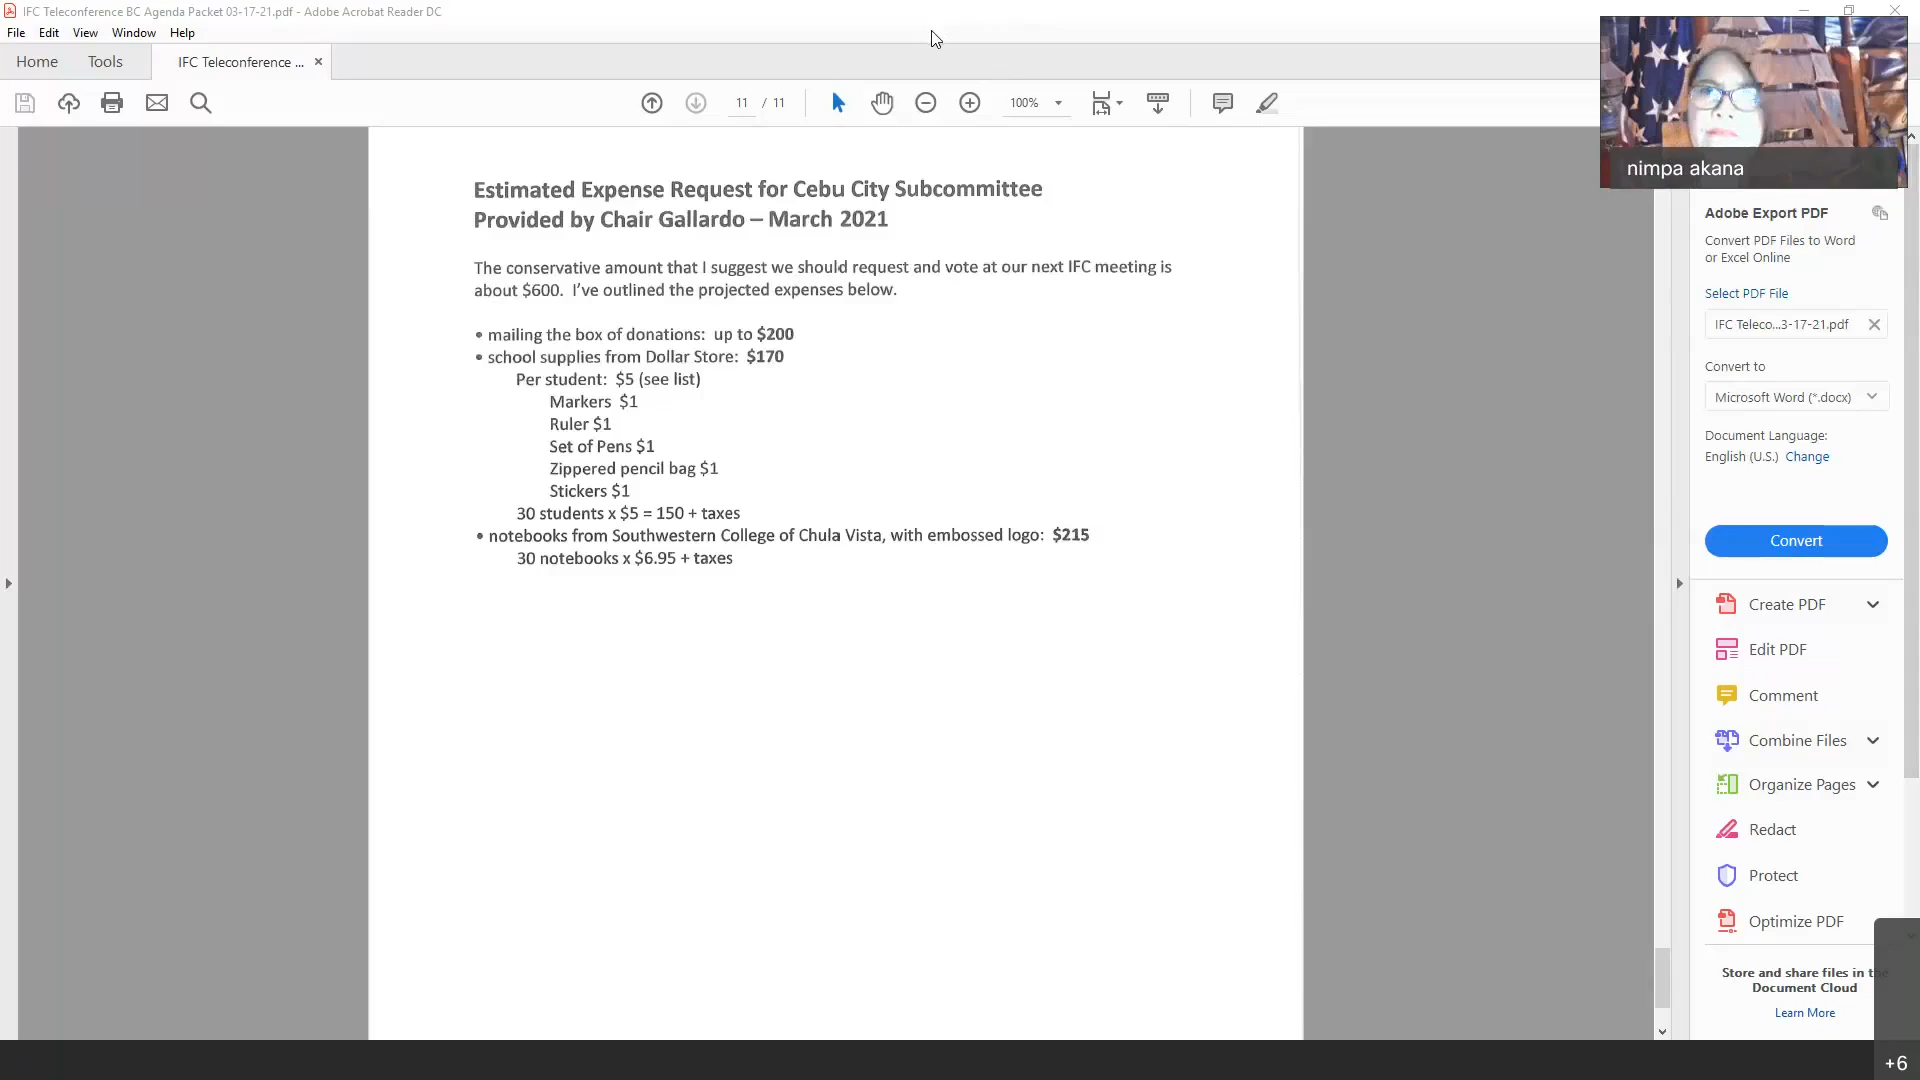 IFC Teleconference BC Agenda Packet 03-17-21.pdf - Adobe Acrobat Reader DC
File Edit View Window Help
Home Tools IFC Teleconference ... ×
11 / 11 100%
nimpa akana
Estimated Expense Request for Cebu City Subcommittee
Provided by Chair Gallardo – March 2021
The conservative amount that I suggest we should request and vote at our next IFC meeting is
about $600. I've outlined the projected expenses below.
• mailing the box of donations: up to $200
• school supplies from Dollar Store: $170
Per student: $5 (see list)
Markers $1
Ruler $1
Set of Pens $1
Zippered pencil bag $1
Stickers $1
30 students x $5 = 150 + taxes
• notebooks from Southwestern College of Chula Vista, with embossed logo: $215
30 notebooks x $6.95 + taxes
Adobe Export PDF
Convert PDF Files to Word
or Excel Online
Select PDF File
IFC Teleco...3-17-21.pdf
Convert to
Microsoft Word (*.docx)
Document Language:
English (U.S.) Change
Convert
Create PDF
Edit PDF
Comment
Combine Files
Organize Pages
Redact
Protect
Optimize PDF
Store and share files in the
Document Cloud
Learn More
+6